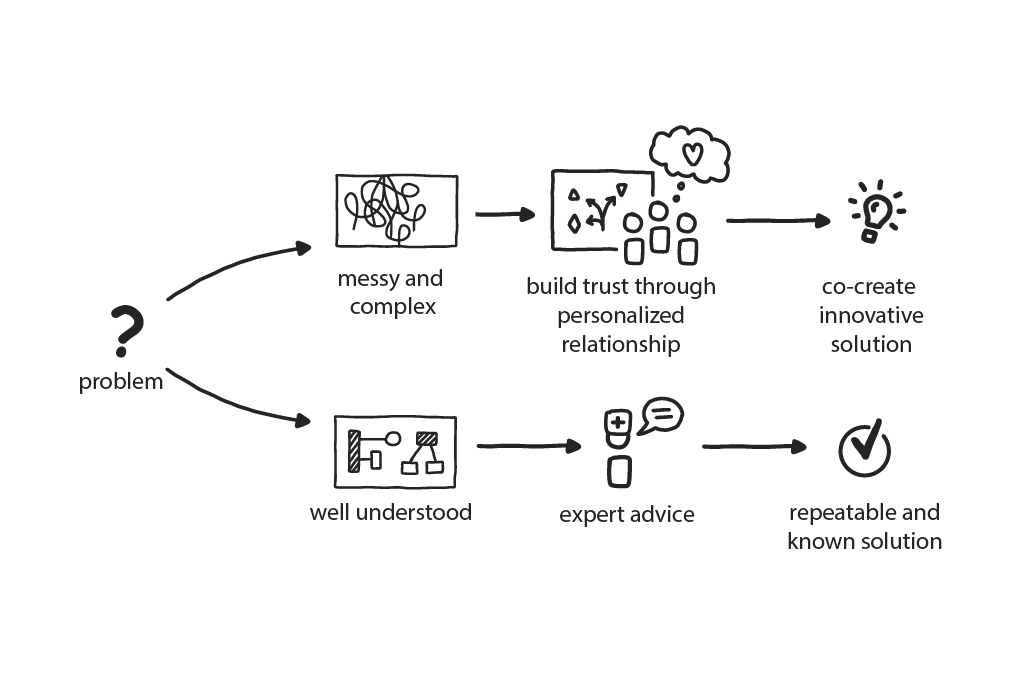 ?
problem
messy and
complex
build trust through
personalized
relationship
co-create
innovative
solution
well understood
expert advice
repeatable and
known solution